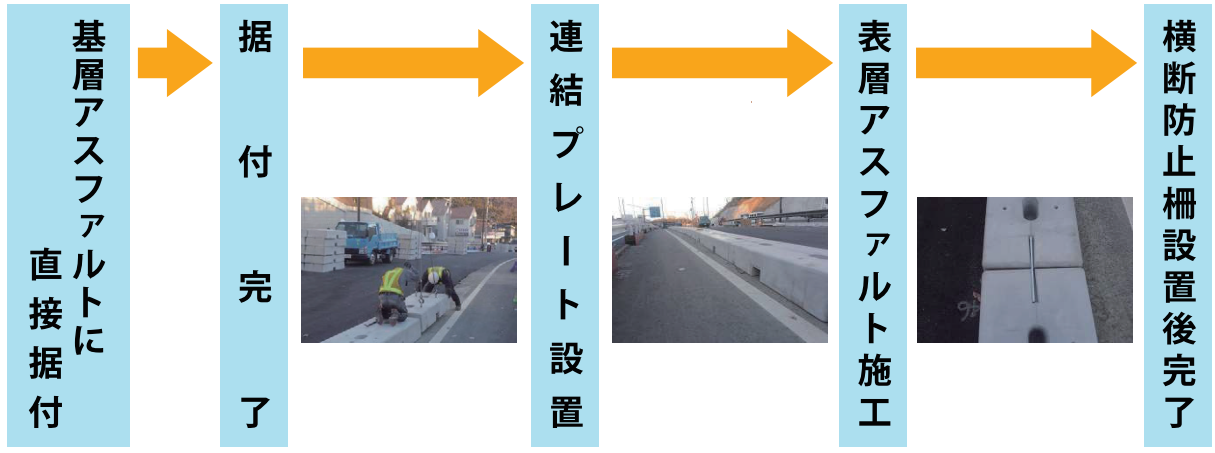 基層アスファルトに
直接据付
据付完了
連結プレート設置
表層アスファルト施工
横断防止柵設置後完了